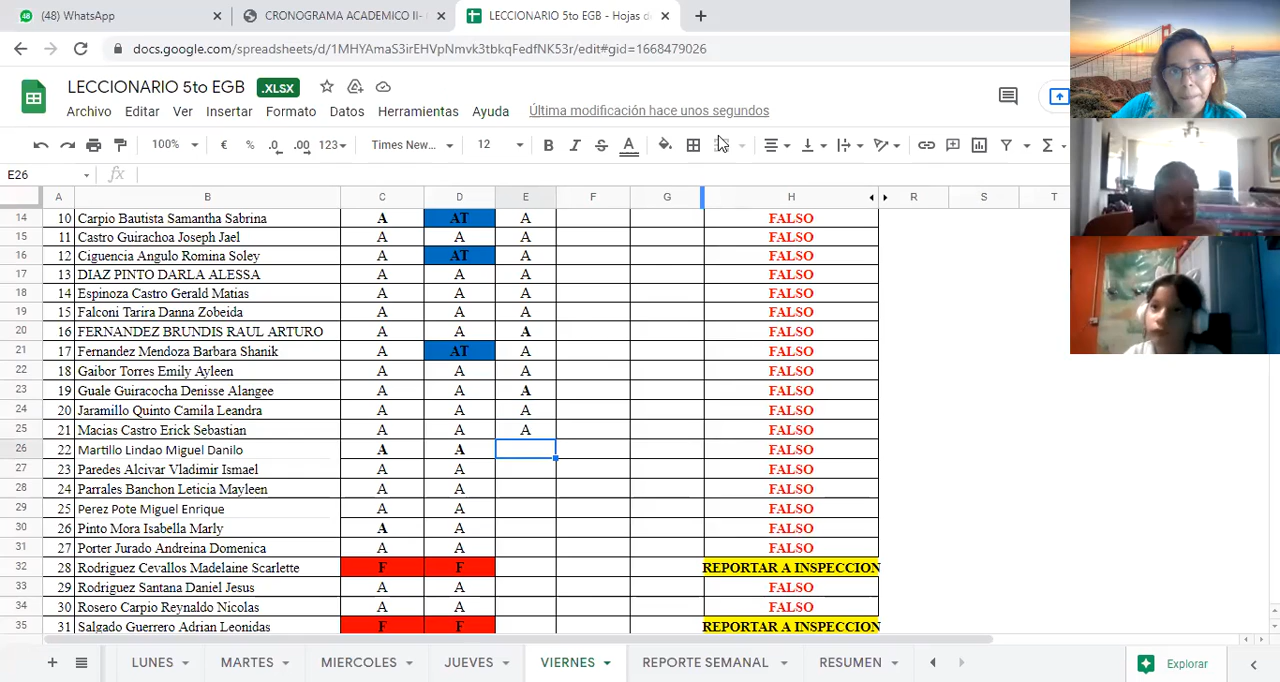 48 (48) WhatsApp CRONOGRAMA ACADEMICO II- LECCIONARIO 5to EGB - Hojas de
docs.google.com/spreadsheets/d/1MHYAmaS3irEHVpNmvk3tbkqFedfNK53r/edit#gid=1668479026
LECCIONARIO 5to EGB .XLSX
Archivo Editar Ver Insertar Formato Datos Herramientas Ayuda Última modificación hace unos segundos
100% € % .0 .00 123 Times New... 12 B I S A Σ
E26 fx
A B C D E F G H R S T
14 10 Carpio Bautista Samantha Sabrina A AT A FALSO
15 11 Castro Guirachoa Joseph Jael A A A FALSO
16 12 Ciguencia Angulo Romina Soley A AT A FALSO
17 13 DIAZ PINTO DARLA ALESSA A A A FALSO
18 14 Espinoza Castro Gerald Matias A A A FALSO
19 15 Falconi Tarira Danna Zobeida A A A FALSO
20 16 FERNANDEZ BRUNDIS RAUL ARTURO A A A FALSO
21 17 Fernandez Mendoza Barbara Shanik A AT A FALSO
22 18 Gaibor Torres Emily Ayleen A A A FALSO
23 19 Guale Guiracocha Denisse Alangee A A A FALSO
24 20 Jaramillo Quinto Camila Leandra A A A FALSO
25 21 Macias Castro Erick Sebastian A A A FALSO
26 22 Martillo Lindao Miguel Danilo A A FALSO
27 23 Paredes Alcivar Vladimir Ismael A A FALSO
28 24 Parrales Banchon Leticia Mayleen A A FALSO
29 25 Perez Pote Miguel Enrique A A FALSO
30 26 Pinto Mora Isabella Marly A A FALSO
31 27 Porter Jurado Andreina Domenica A A FALSO
32 28 Rodriguez Cevallos Madelaine Scarlette F F REPORTAR A INSPECCION
33 29 Rodriguez Santana Daniel Jesus A A FALSO
34 30 Rosero Carpio Reynaldo Nicolas A A FALSO
35 31 Salgado Guerrero Adrian Leonidas F F REPORTAR A INSPECCION
LUNES MARTES MIERCOLES JUEVES VIERNES REPORTE SEMANAL RESUMEN Explorar